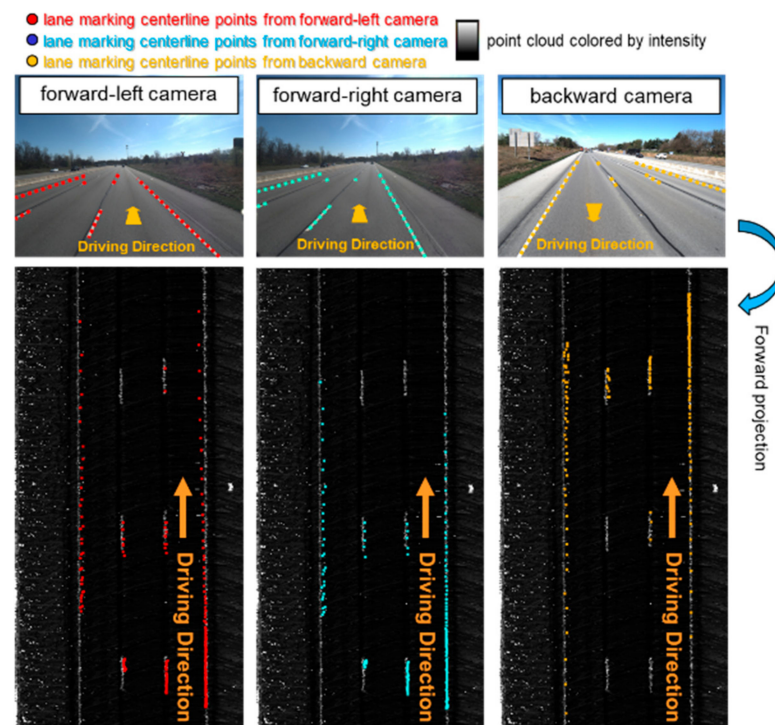 lane marking centerline points from forward-left camera
lane marking centerline points from forward-right camera
lane marking centerline points from backward camera
point cloud colored by intensity
forward-left camera
forward-right camera
backward camera
Driving Direction
Driving Direction
Driving Direction
Forward projection
Driving Direction
Driving Direction
Driving Direction